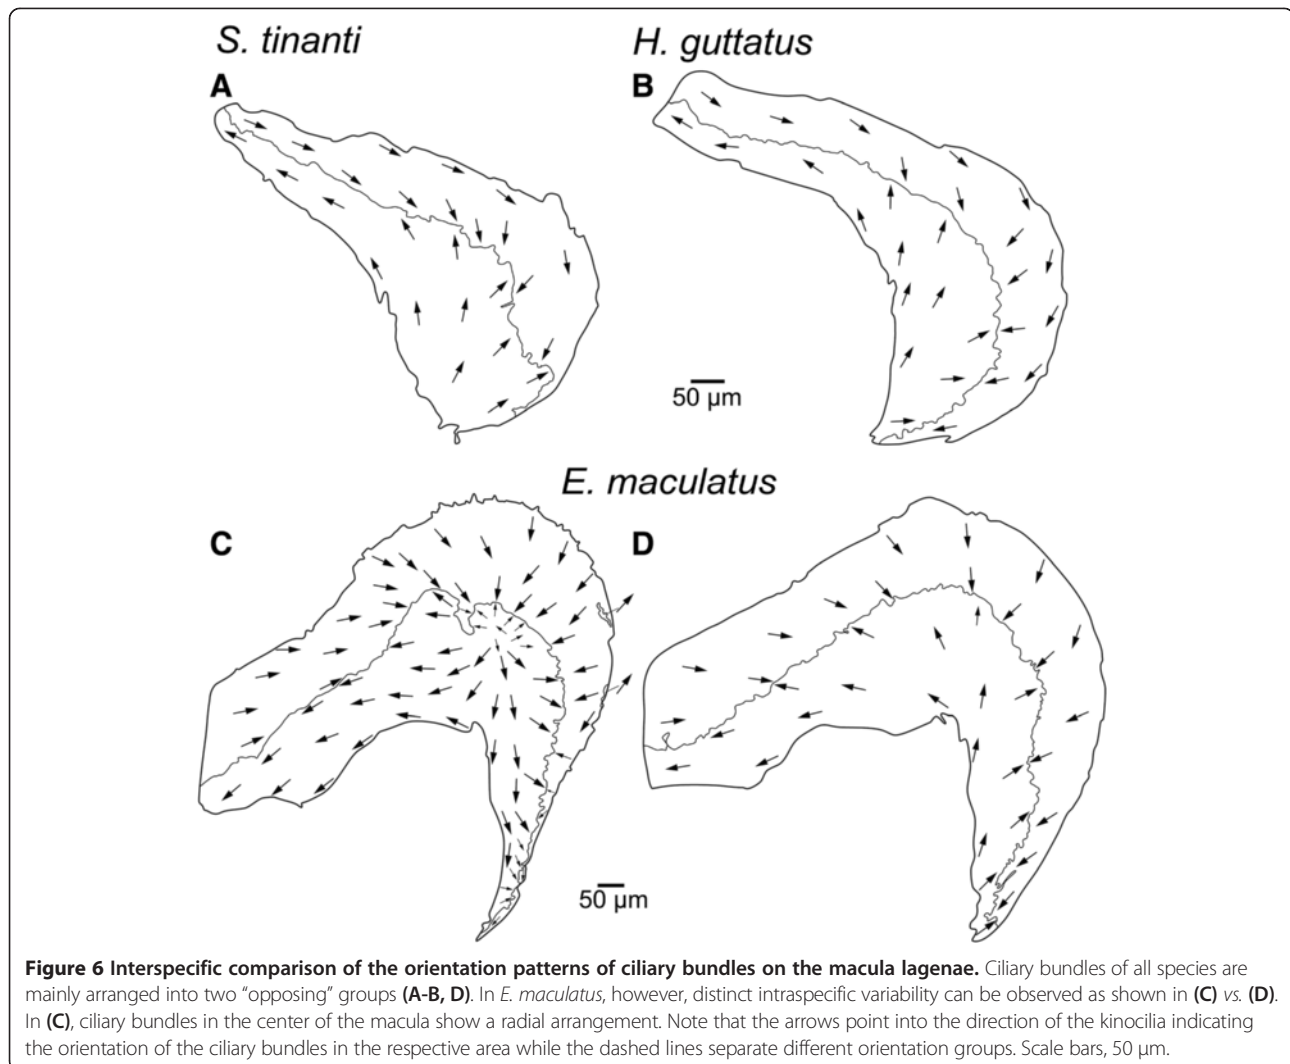 S. tinanti
H. guttatus
A
B
50 µm
E. maculatus
C
D
50 µm
Figure 6 Interspecific comparison of the orientation patterns of ciliary bundles on the macula lagenae. Ciliary bundles of all species are
mainly arranged into two “opposing” groups (A-B, D). In E. maculatus, however, distinct intraspecific variability can be observed as shown in (C) vs. (D).
In (C), ciliary bundles in the center of the macula show a radial arrangement. Note that the arrows point into the direction of the kinocilia indicating
the orientation of the ciliary bundles in the respective area while the dashed lines separate different orientation groups. Scale bars, 50 µm.